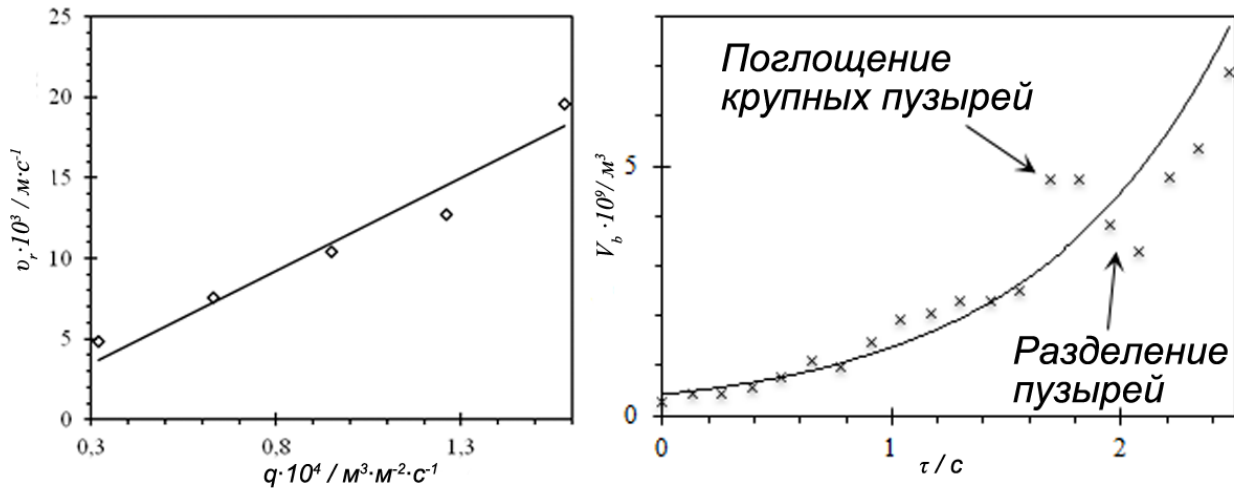 25
20
15
10
5
0
υᵣ·10³ / м·с⁻¹
0,3
0,8
1,3
q·10⁴ / м³·м⁻²·с⁻¹
Поглощение
крупных пузырей
Разделение
пузырей
V_b ·10⁹/ м³
5
0
0
1
2
τ / с